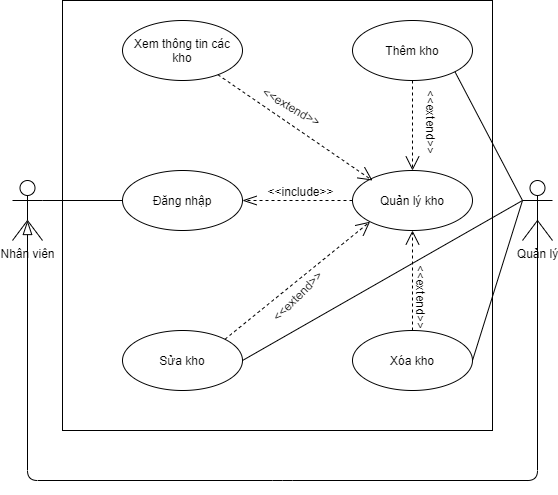 Xem thông tin các
kho
Thêm kho
<<extend>>
<<extend>>
<<include>>
Đăng nhập
Quản lý kho
Nhân viên
Quản lý
<<extend>>
<<extend>>
Sửa kho
Xóa kho